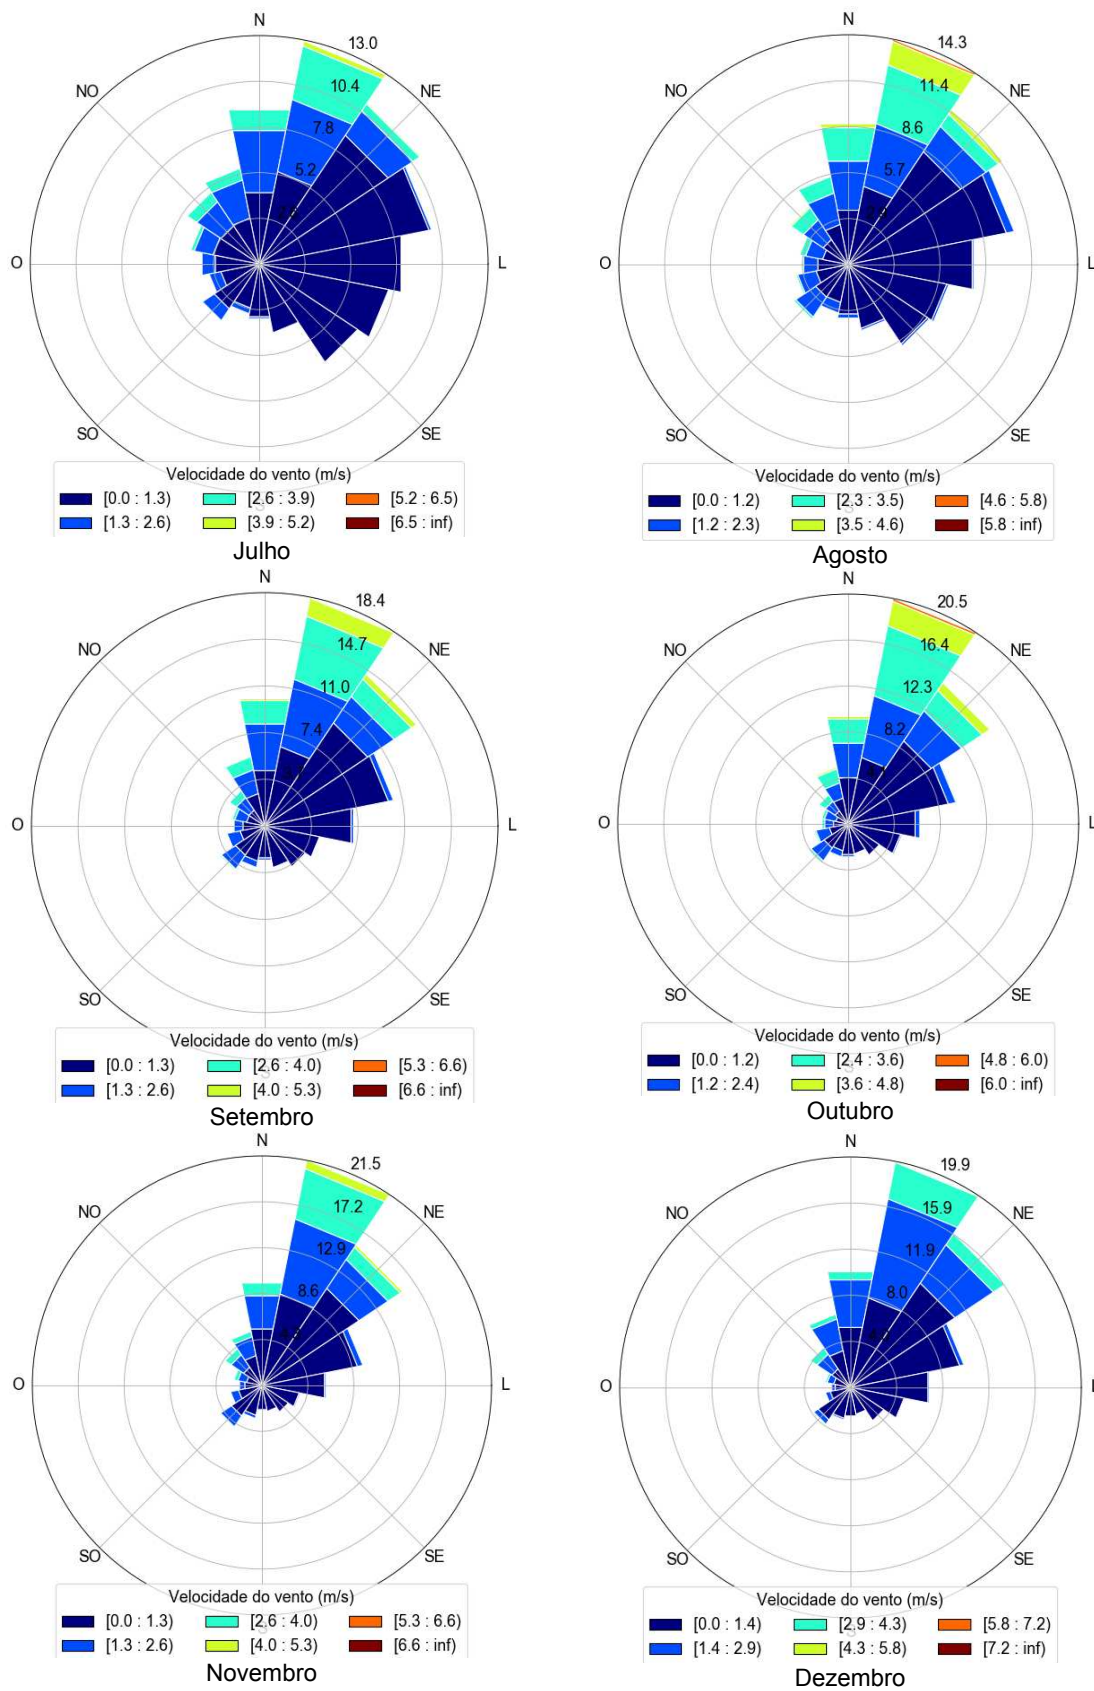 N
13.0
10.4
7.8
5.2
NO
NE
O
L
SO
SE
S
Velocidade do vento (m/s)
[0.0 : 1.3) [2.6 : 3.9) [5.2 : 6.5)
[1.3 : 2.6) [3.9 : 5.2) [6.5 : inf)
Julho
N
14.3
11.4
8.6
5.7
2.9
NO
NE
O
L
SO
SE
S
Velocidade do vento (m/s)
[0.0 : 1.2) [2.3 : 3.5) [4.6 : 5.8)
[1.2 : 2.3) [3.5 : 4.6) [5.8 : inf)
Agosto
N
18.4
14.7
11.0
7.4
NO
NE
O
L
SO
SE
S
Velocidade do vento (m/s)
[0.0 : 1.3) [2.6 : 4.0) [5.3 : 6.6)
[1.3 : 2.6) [4.0 : 5.3) [6.6 : inf)
Setembro
N
20.5
16.4
12.3
8.2
NO
NE
O
L
SO
SE
S
Velocidade do vento (m/s)
[0.0 : 1.2) [2.4 : 3.6) [4.8 : 6.0)
[1.2 : 2.4) [3.6 : 4.8) [6.0 : inf)
Outubro
N
21.5
17.2
12.9
8.6
4.3
NO
NE
O
L
SO
SE
S
Velocidade do vento (m/s)
[0.0 : 1.3) [2.6 : 4.0) [5.3 : 6.6)
[1.3 : 2.6) [4.0 : 5.3) [6.6 : inf)
Novembro
N
19.9
15.9
11.9
8.0
NO
NE
O
L
SO
SE
S
Velocidade do vento (m/s)
[0.0 : 1.4) [2.9 : 4.3) [5.8 : 7.2)
[1.4 : 2.9) [4.3 : 5.8) [7.2 : inf)
Dezembro